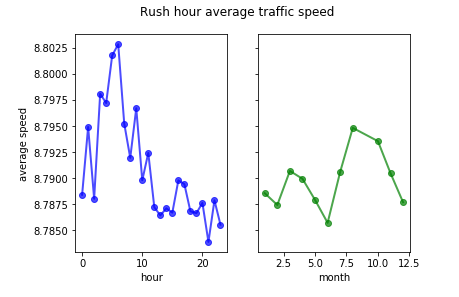 Rush hour average traffic speed
average speed
8.8025
8.8000
8.7975
8.7950
8.7925
8.7900
8.7875
8.7850
0 10 20
hour
2.5 5.0 7.5 10.0 12.5
month